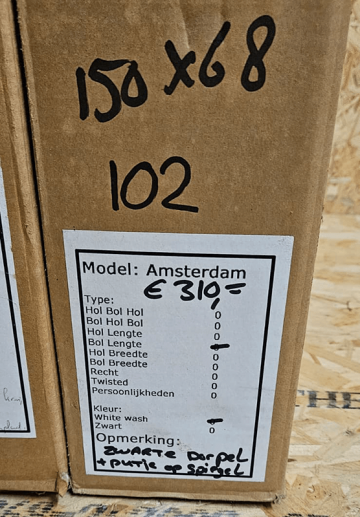 150x68
102
Model: Amsterdam
€ 310,=
Type:
Hol Bol Hol 0
Bol Hol Bol 0
Hol Lengte 0
Bol Lengte
Hol Breedte 0
Bol Breedte 0
Recht 0
Twisted 0
Persoonlijkheden 0
Kleur:
White wash
Zwart 0
Opmerking:
ZWARTE Dorpel
+ putje op spiegel